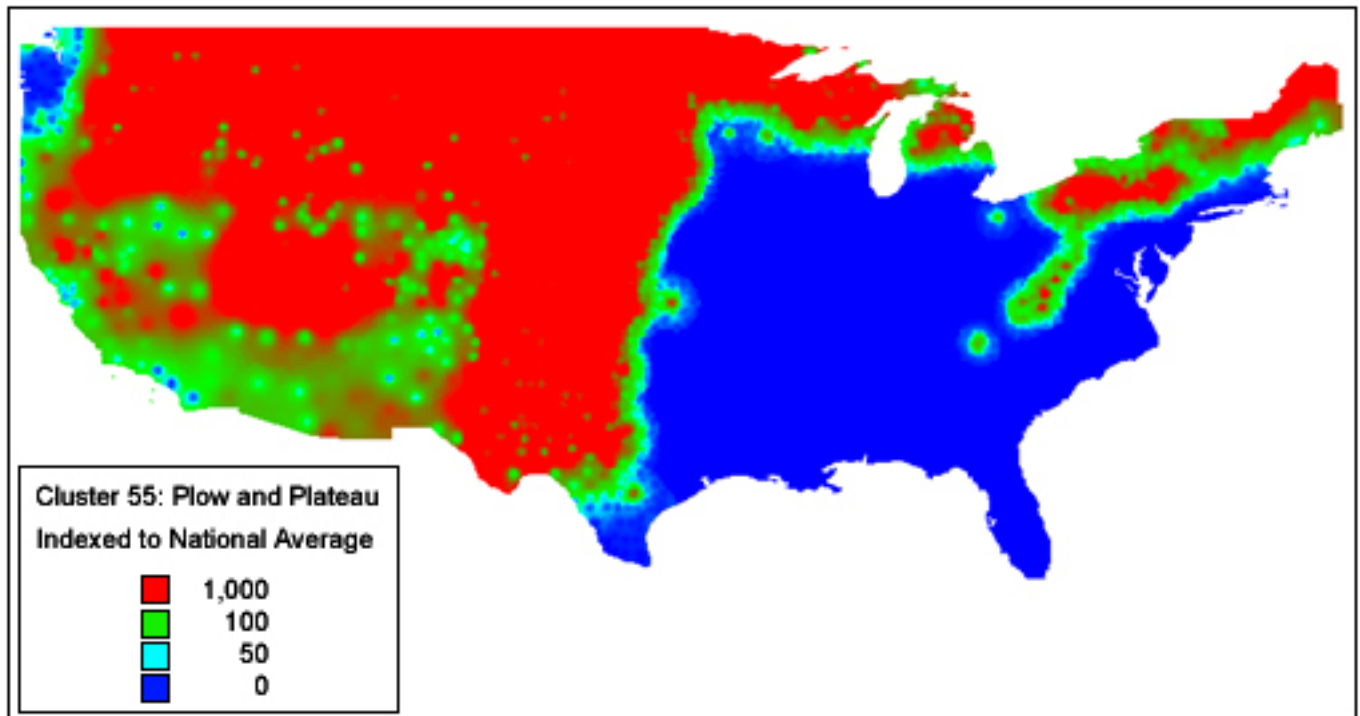 Cluster 55: Plow and Plateau
Indexed to National Average
1,000
100
50
0